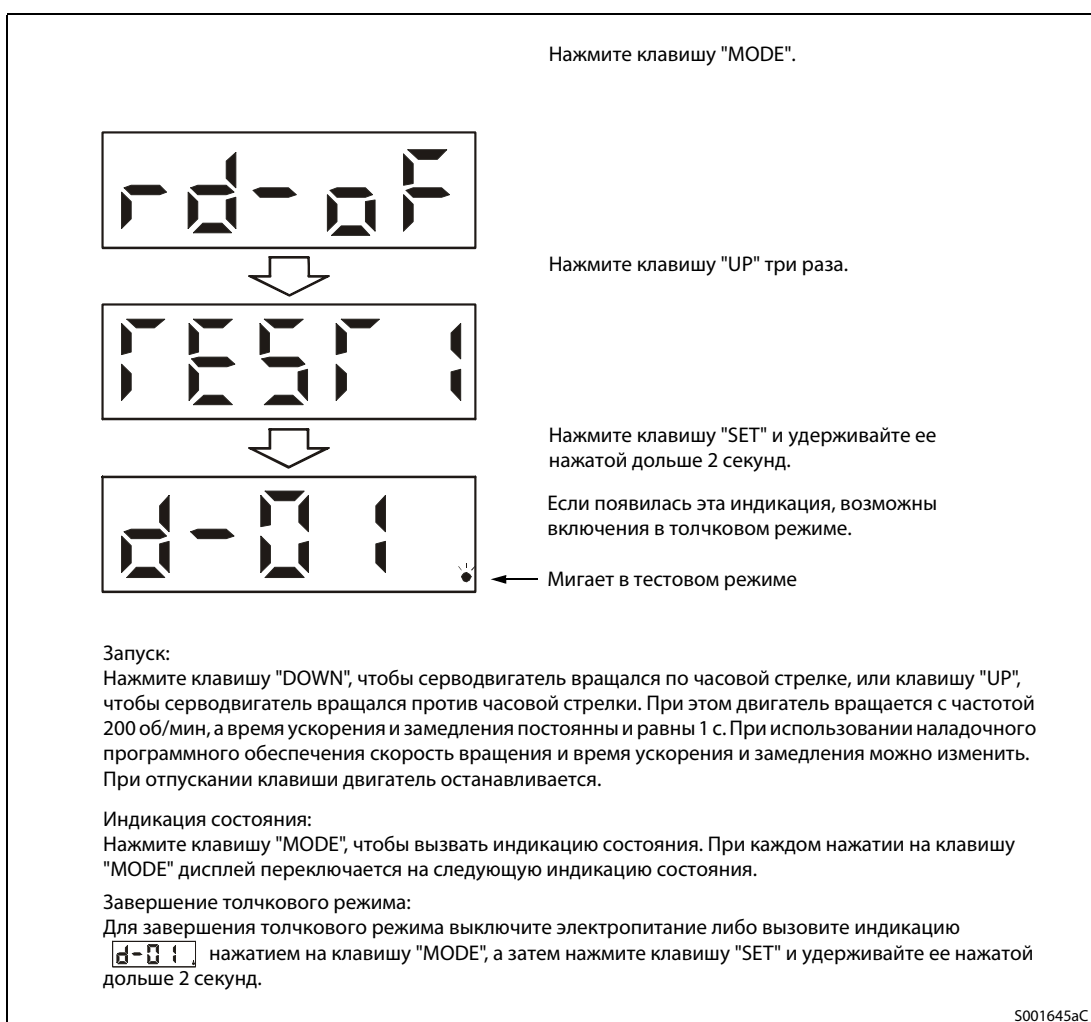 Нажмите клавишу "MODE".
rd-oF
Нажмите клавишу "UP" три раза.
TEST1
Нажмите клавишу "SET" и удерживайте ее
нажатой дольше 2 секунд.
d-01
Если появилась эта индикация, возможны
включения в толчковом режиме.
Мигает в тестовом режиме
Запуск:
Нажмите клавишу "DOWN", чтобы серводвигатель вращался по часовой стрелке, или клавишу "UP",
чтобы серводвигатель вращался против часовой стрелки. При этом двигатель вращается с частотой
200 об/мин, а время ускорения и замедления постоянны и равны 1 с. При использовании наладочного
программного обеспечения скорость вращения и время ускорения и замедления можно изменить.
При отпускании клавиши двигатель останавливается.
Индикация состояния:
Нажмите клавишу "MODE", чтобы вызвать индикацию состояния. При каждом нажатии на клавишу
"MODE" дисплей переключается на следующую индикацию состояния.
Завершение толчкового режима:
Для завершения толчкового режима выключите электропитание либо вызовите индикацию
d-01. нажатием на клавишу "MODE", а затем нажмите клавишу "SET" и удерживайте ее нажатой
дольше 2 секунд.
S001645aC